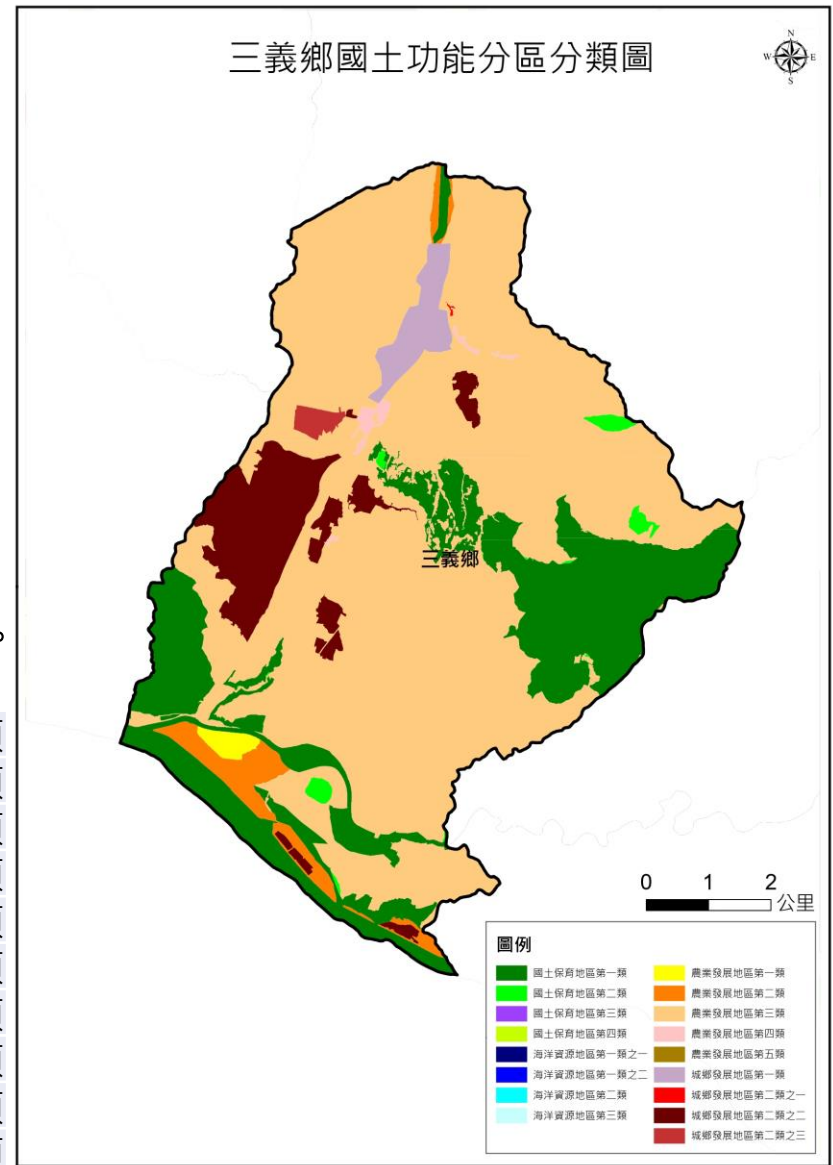 三義鄉國土功能分區分類圖
N
W
E
S
三義鄉
0 1 2
公里
圖例
國土保育地區第一類
國土保育地區第二類
國土保育地區第三類
國土保育地區第四類
海洋資源地區第一類之一
海洋資源地區第一類之二
海洋資源地區第二類
海洋資源地區第三類
農業發展地區第一類
農業發展地區第二類
農業發展地區第三類
農業發展地區第四類
農業發展地區第五類
城鄉發展地區第一類
城鄉發展地區第二類之一
城鄉發展地區第二類之二
城鄉發展地區第二類之三